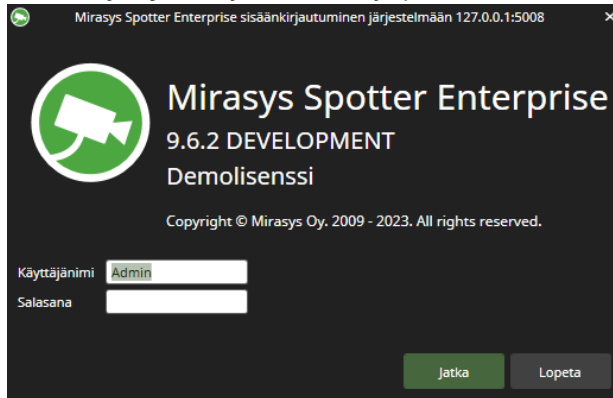 Mirasys Spotter Enterprise sisäänkirjautuminen järjestelmään 127.0.0.1:5008
Mirasys Spotter Enterprise
9.6.2 DEVELOPMENT
Demolisenssi
Copyright © Mirasys Oy. 2009 - 2023. All rights reserved.
Käyttäjänimi Admin
Salasana
Jatka Lopeta